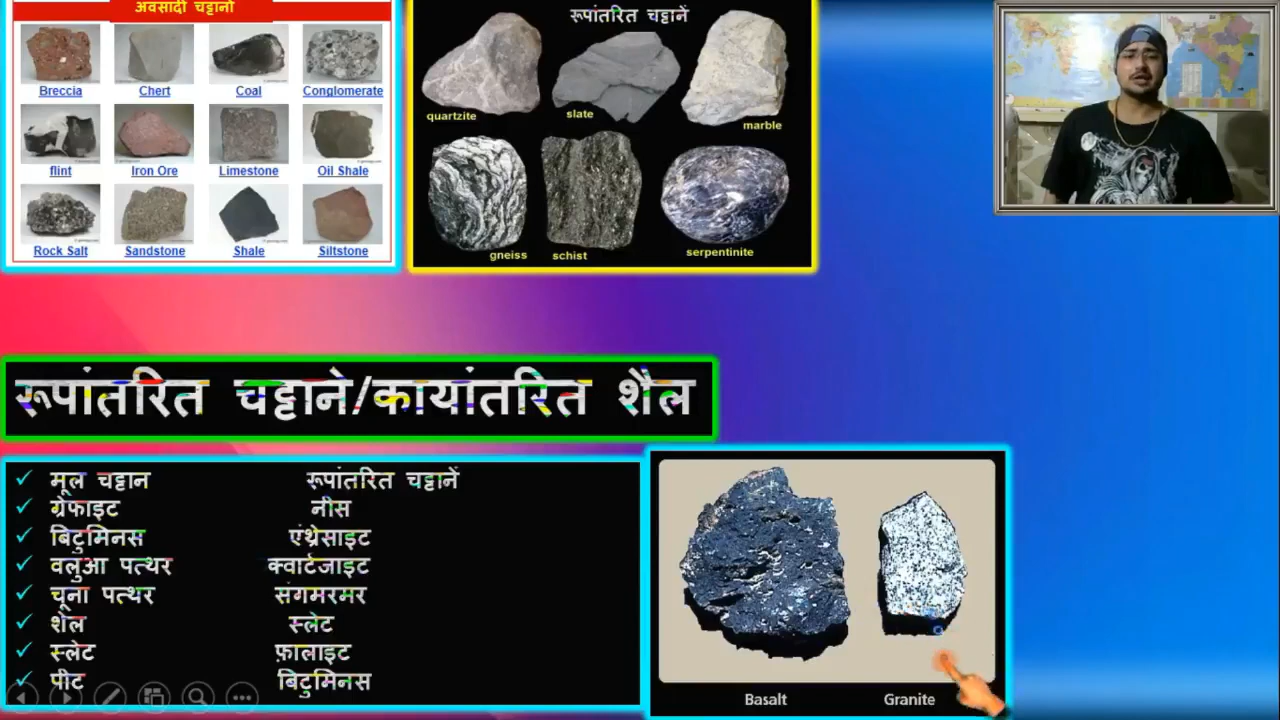 अवसादी चट्टानों
Breccia Chert Coal Conglomerate
flint Iron Ore Limestone Oil Shale
Rock Salt Sandstone Shale Siltstone
रूपांतरित चट्टानें
quartzite slate marble
gneiss schist serpentinite
रूपांतरित चट्टाने/कायांतरित शैल
मूल चट्टान रूपांतरित चट्टानें
ग्रेफाइट नीस
बिटुमिनस एंथ्रेसाइट
वलुआ पत्थर क्वार्टजाइट
चूना पत्थर संगमरमर
शेल स्लेट
स्लेट फ़ालाइट
पीट बिटुमिनस
Basalt Granite